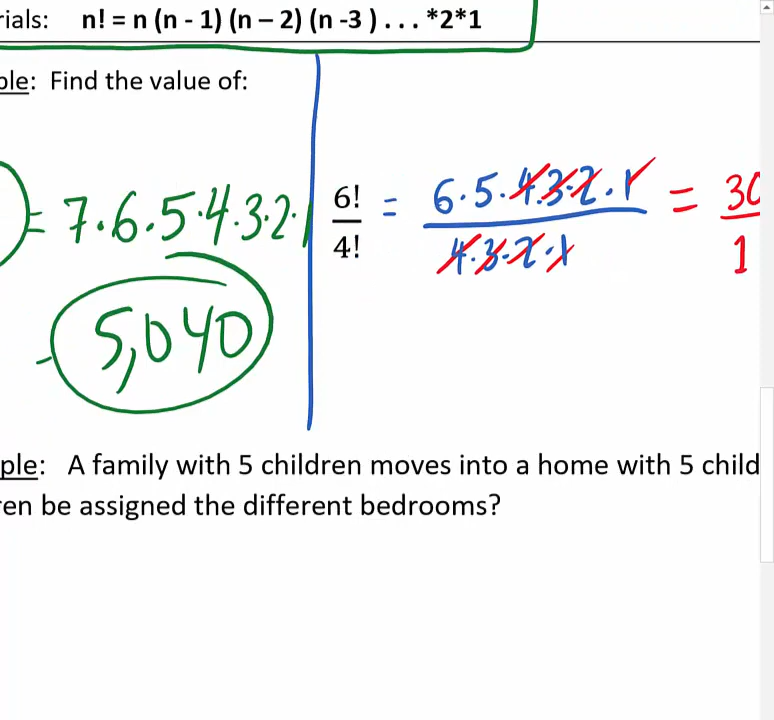 rials: n! = n (n - 1) (n – 2) (n -3 ) . . . *2*1
ple: Find the value of:
= 7.6.5.4.3.2.1
5,040
6!/4! = 6.5.4.3.2.1/4.3.2.1 = 30/1
ple: A family with 5 children moves into a home with 5 child
en be assigned the different bedrooms?